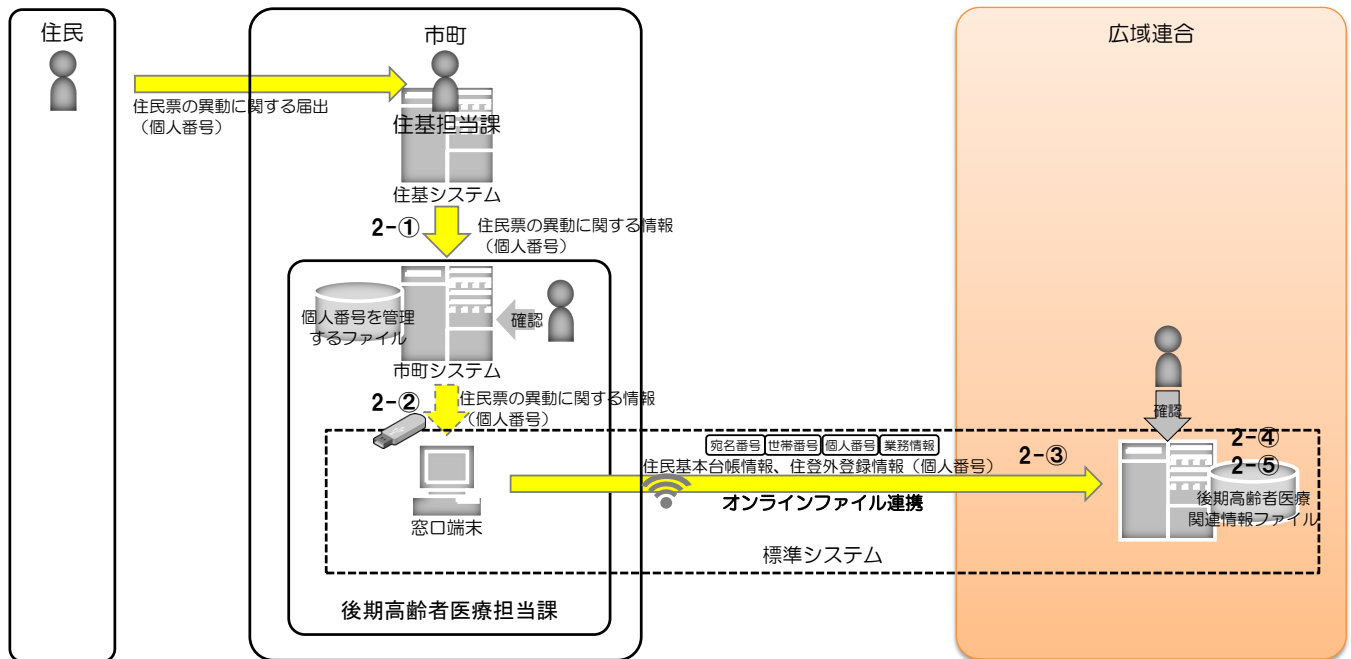 住民
市町
広域連合
住民票の異動に関する届出
（個人番号）
住基担当課
住基システム
2-①
住民票の異動に関する情報
（個人番号）
個人番号を管理
するファイル
確認
市町システム
2-②
住民票の異動に関する情報
（個人番号）
確認
宛名番号 世帯番号 個人番号 業務情報
住民基本台帳情報、住登外登録情報（個人番号）
2-③
2-④
2-⑤
オンラインファイル連携
後期高齢者医療
関連情報ファイル
窓口端末
標準システム
後期高齢者医療担当課